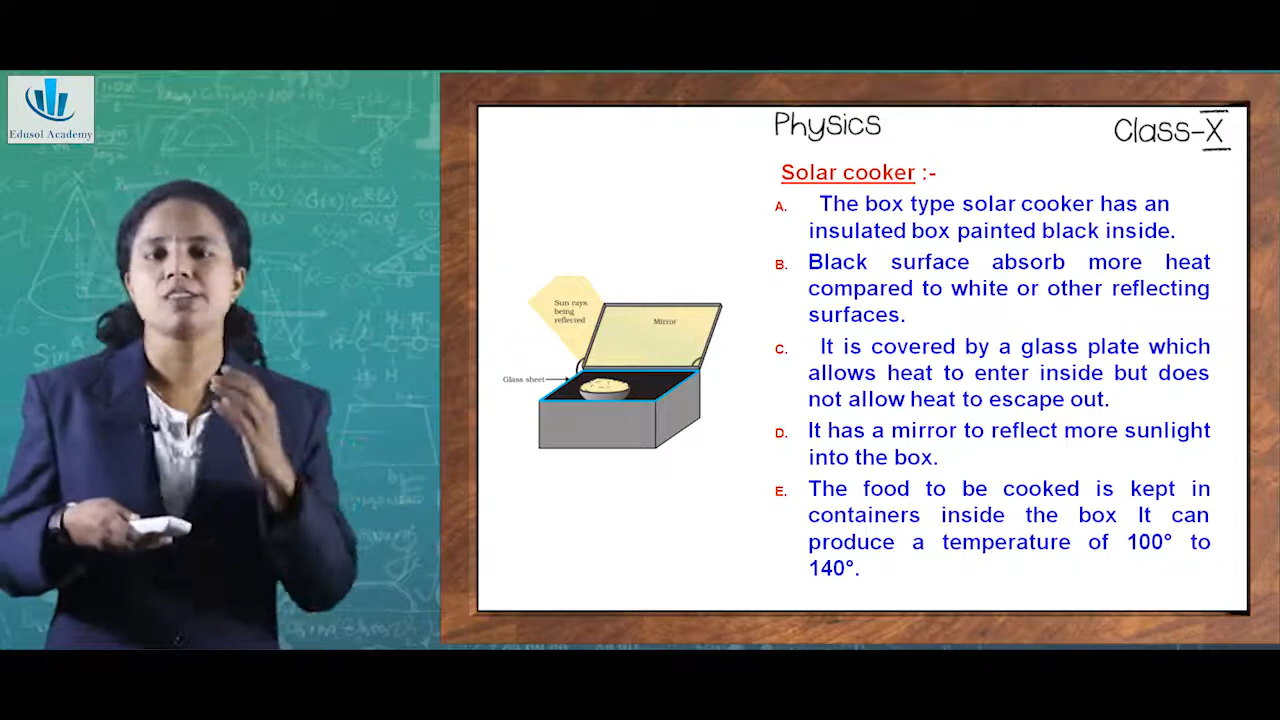 Edusol Academy
Physics
Class-X
Solar cooker :-
A. The box type solar cooker has an
insulated box painted black inside.
B. Black surface absorb more heat
compared to white or other reflecting
surfaces.
C. It is covered by a glass plate which
allows heat to enter inside but does
not allow heat to escape out.
D. It has a mirror to reflect more sunlight
into the box.
E. The food to be cooked is kept in
containers inside the box It can
produce a temperature of 100° to
140°.
Sun rays
being
reflected
Mirror
Glass sheet